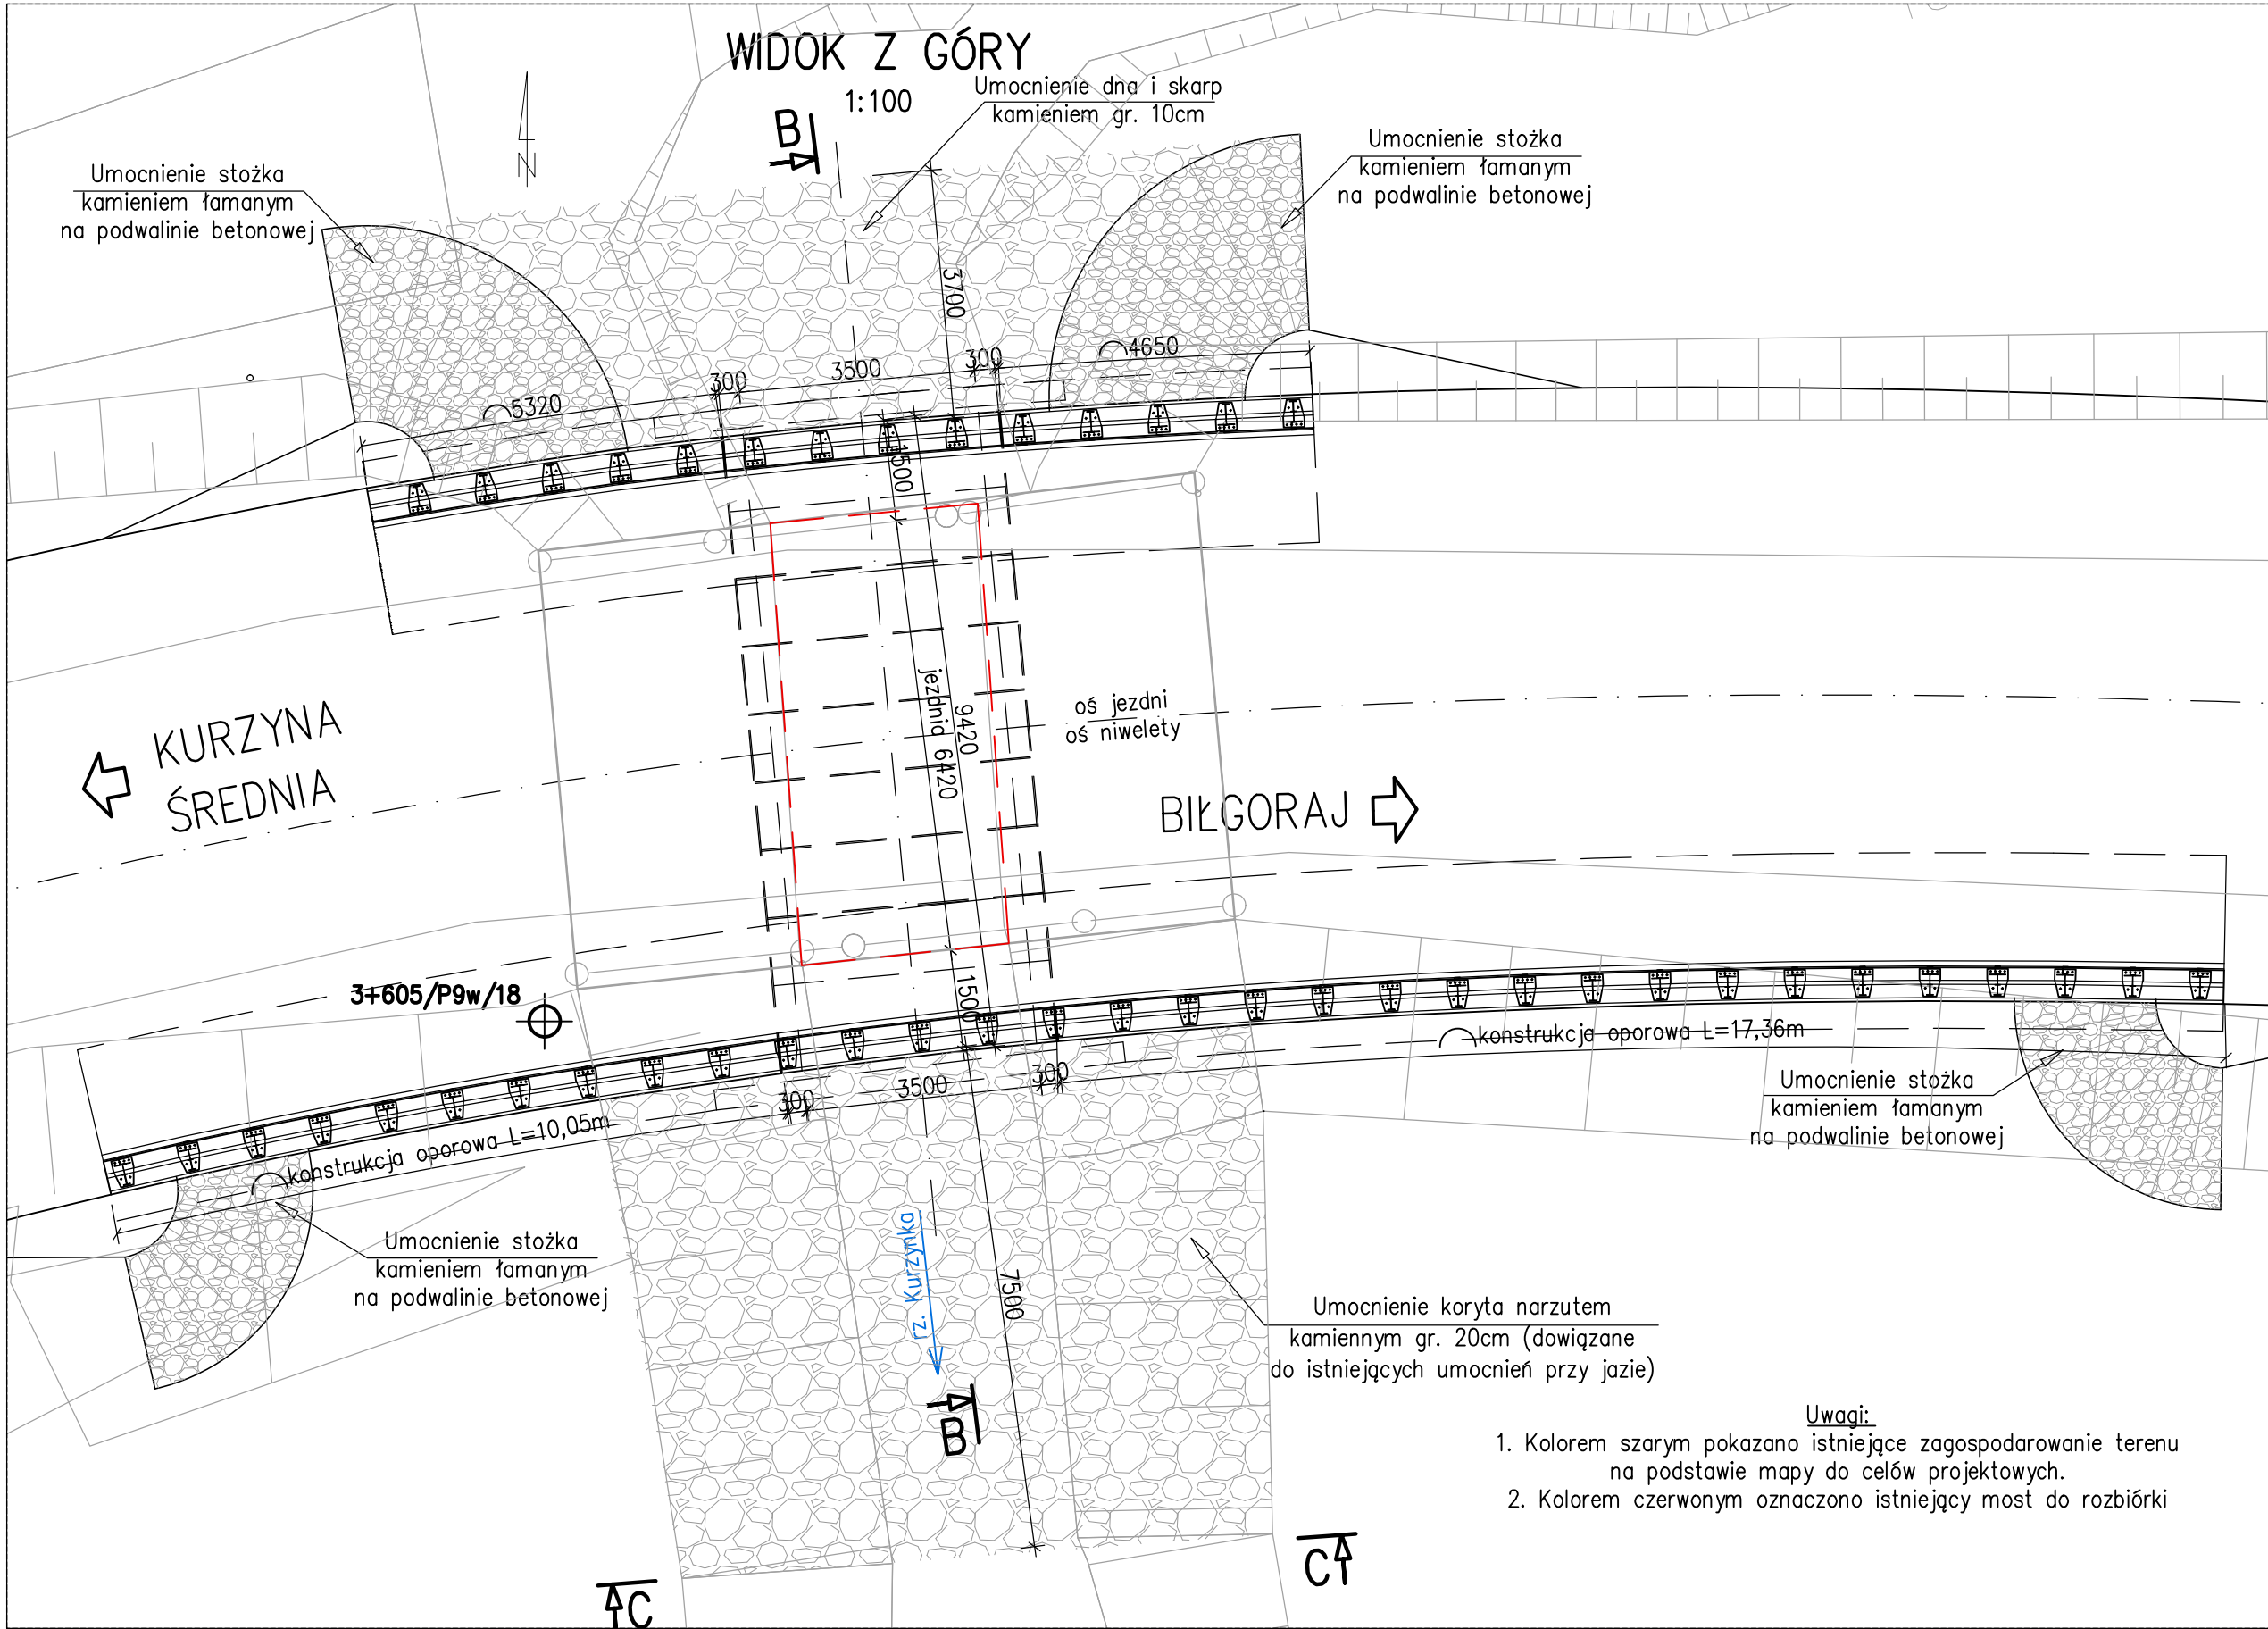 WIDOK Z GÓRY
1:100
B
N
Umocnienie dna i skarp
kamieniem gr. 10cm
Umocnienie stożka
kamieniem łamanym
na podwalinie betonowej
Umocnienie stożka
kamieniem łamanym
na podwalinie betonowej
3700
5320
300
3500
300
4650
1500
jezdnia 6420
9420
oś jezdni
oś niwelety
KURZYNA
ŚREDNIA
BIŁGORAJ
3+605/P9w/18
1500
konstrukcja oporowa L=17,36m
300
3500
300
konstrukcja oporowa L=10,05m
Umocnienie stożka
kamieniem łamanym
na podwalinie betonowej
Umocnienie stożka
kamieniem łamanym
na podwalinie betonowej
rz. Kurzynka
7500
Umocnienie koryta narzutem
kamiennym gr. 20cm (dowiązane
do istniejących umocnień przy jazie)
B
Uwagi:
1. Kolorem szarym pokazano istniejące zagospodarowanie terenu
na podstawie mapy do celów projektowych.
2. Kolorem czerwonym oznaczono istniejący most do rozbiórki
C
C